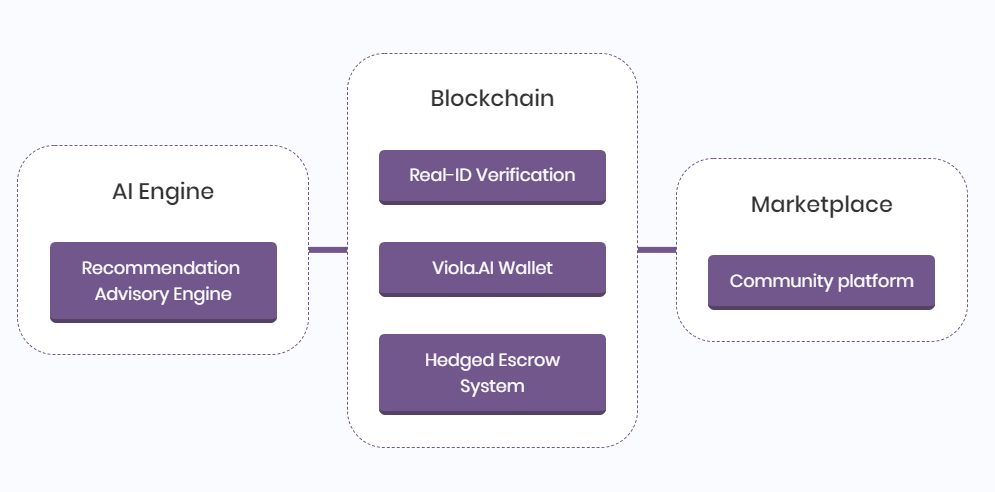 AI Engine
Recommendation
Advisory Engine
Blockchain
Real-ID Verification
Viola.AI Wallet
Hedged Escrow
System
Marketplace
Community platform